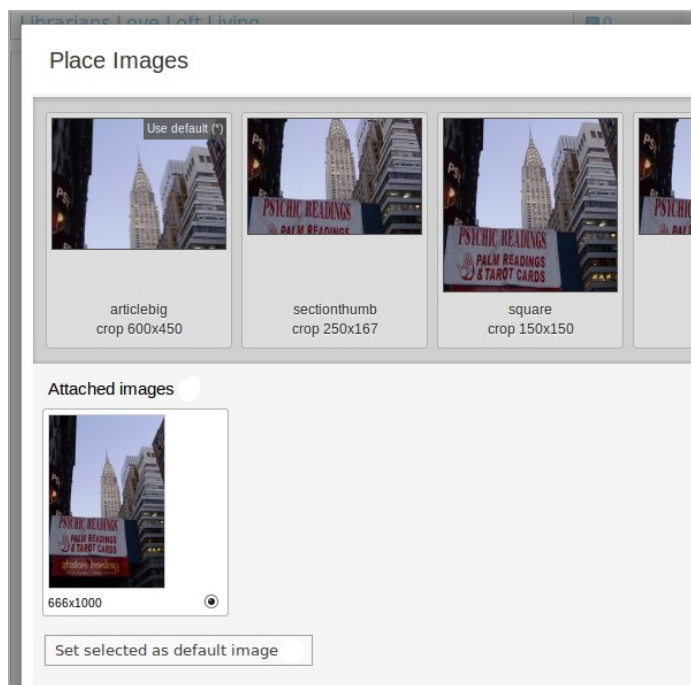 Librarians Love Loft Living
0
Place Images
Use default (*)
PSYCHIC READINGS
PALM READINGS
PSYCHIC READINGS
PALM READINGS
& TAROT CARDS
articlebig
crop 600x450
sectionthumb
crop 250x167
square
crop 150x150
Attached images
PSYCHIC READINGS
PALM READINGS
& TAROT CARDS
666x1000
Set selected as default image